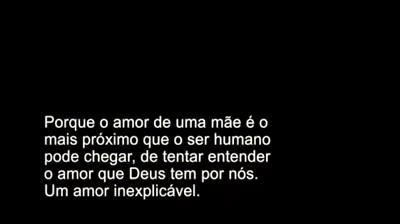 Porque o amor de uma mãe é o
mais próximo que o ser humano
pode chegar, de tentar entender
o amor que Deus tem por nós.
Um amor inexplicável.